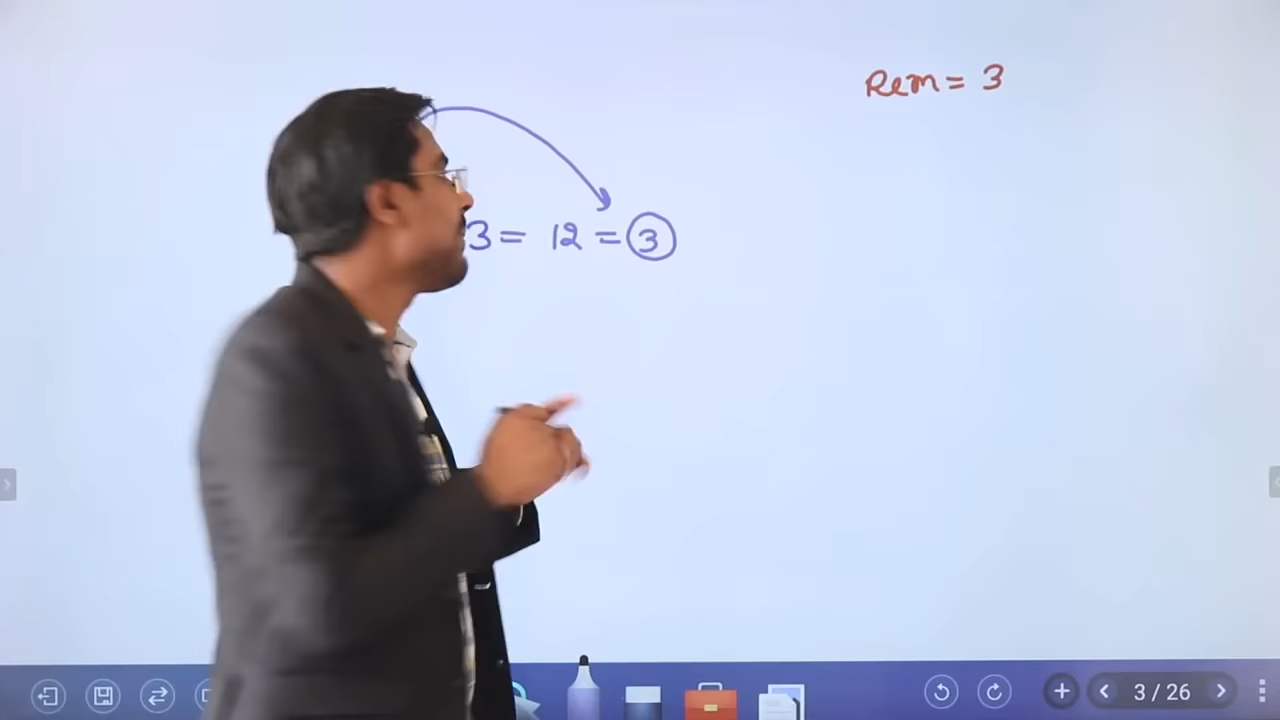 Rem = 3
3 = 12 = 3
3 / 26